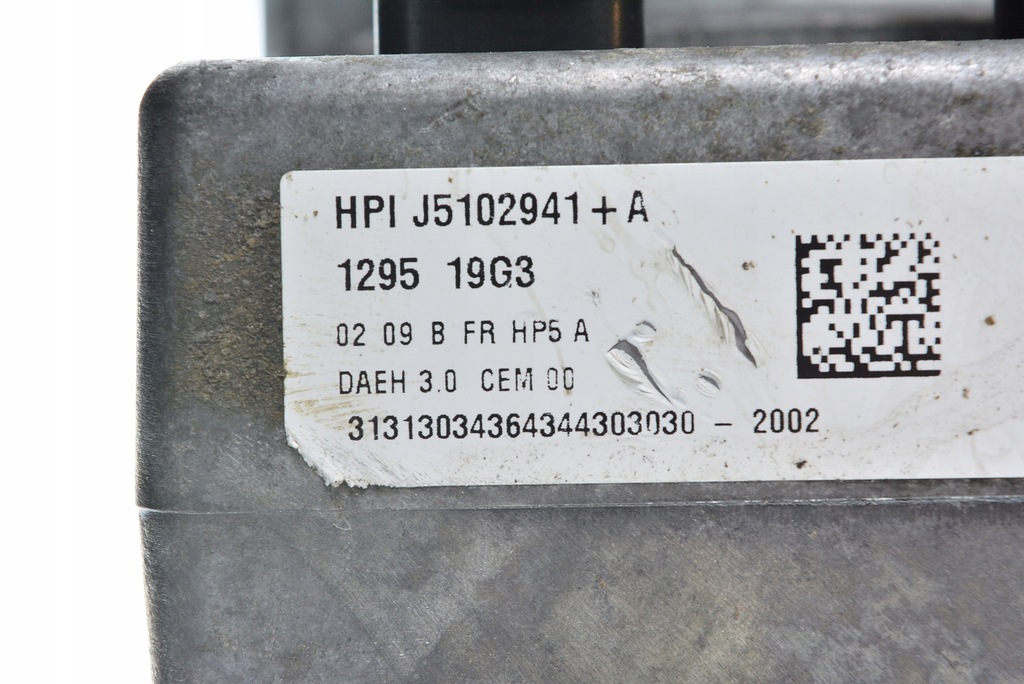 HPI J5102941+A
1295 19G3
02 09 B FR HP5 A
DAEH 3.0 CEM 00
31313034364344303030 - 2002